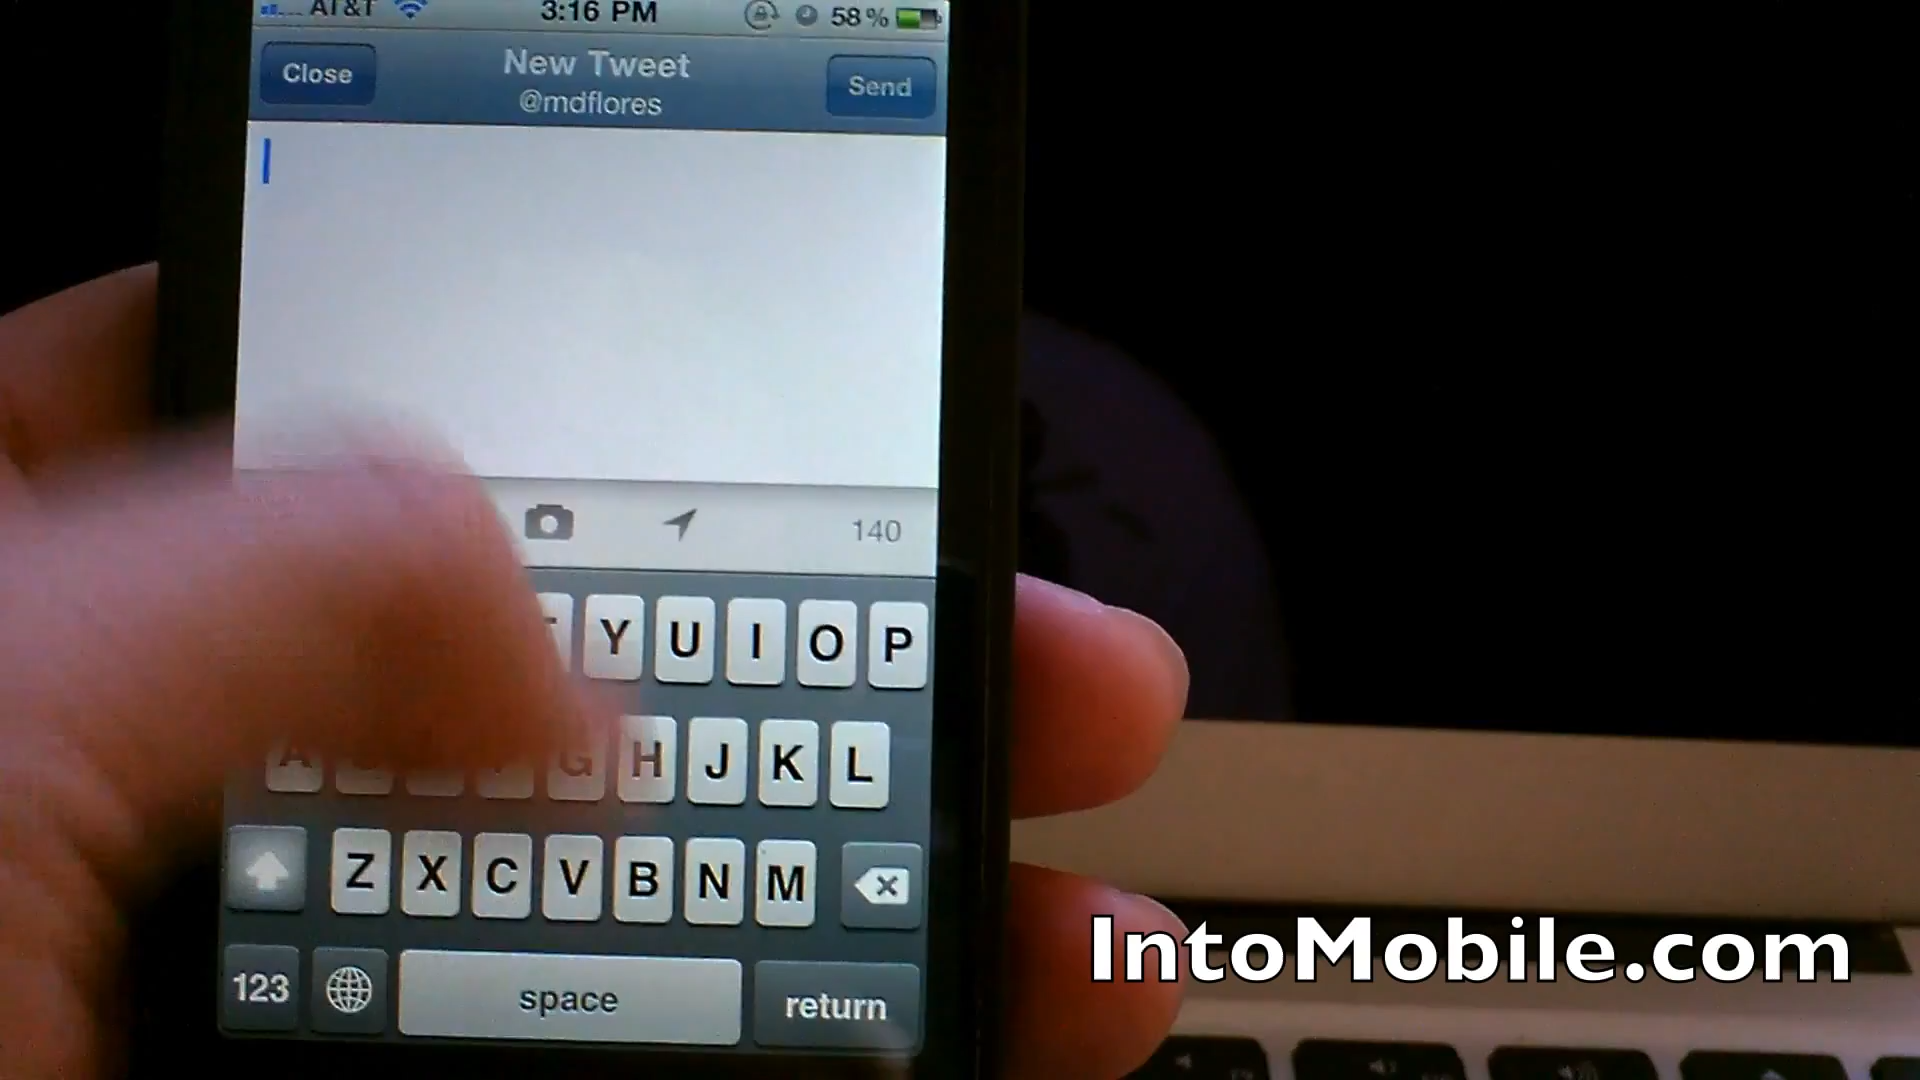 AT&T 3:16 PM 58%
Close New Tweet Send
@mdflores
140
Y U I O P
A G H J K L
Z X C V B N M
123 space return
IntoMobile.com